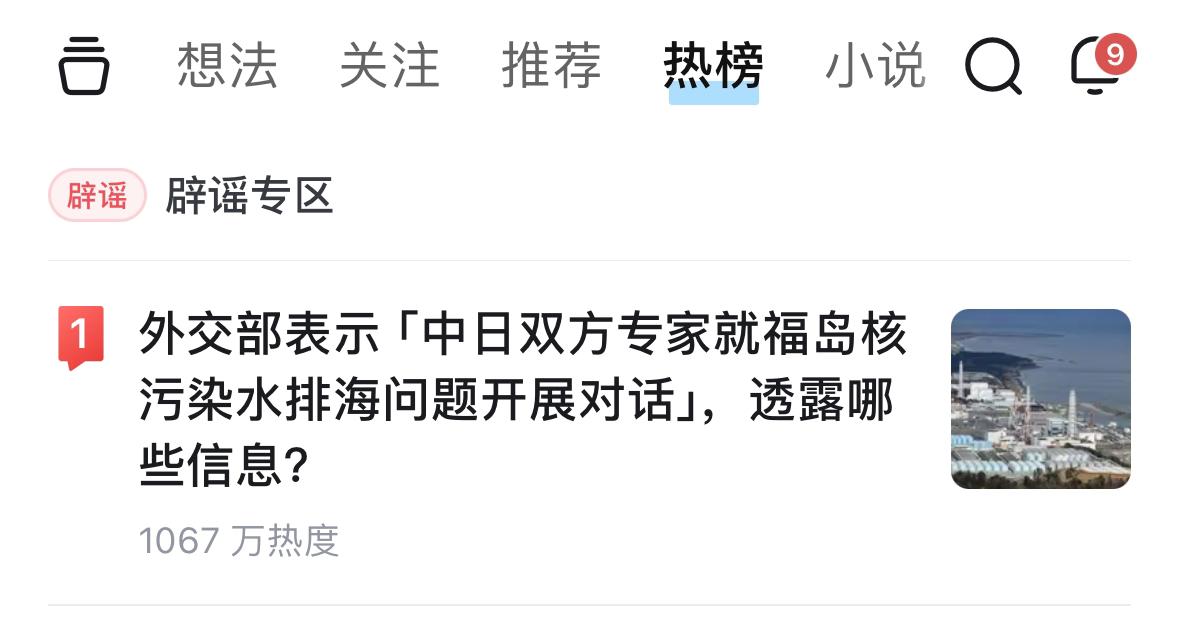 想法 关注 推荐 热榜 小说 9
辟谣 辟谣专区
1 外交部表示「中日双方专家就福岛核
污染水排海问题开展对话」，透露哪
些信息?
1067 万热度